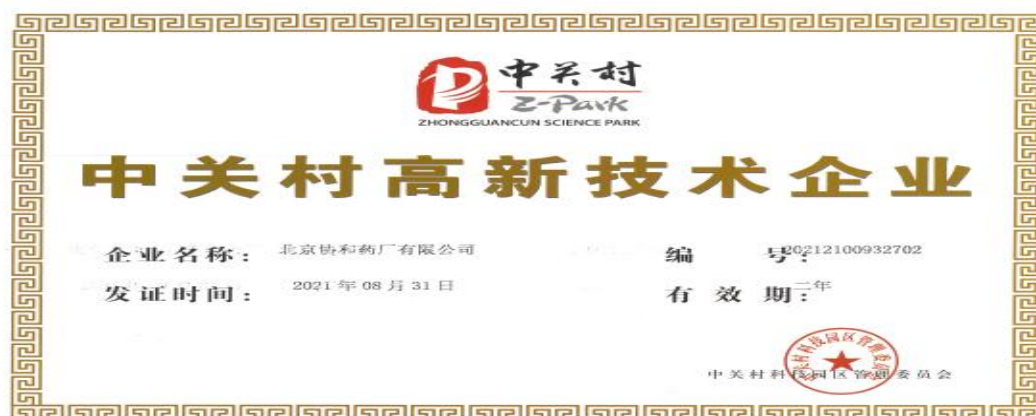 中关村
Z-Park
ZHONGGUANCUN SCIENCE PARK
中关村高新技术企业
企业名称： 北京协和药厂有限公司 编 号：20212100932702
发证时间： 2021年08月31日 有 效 期：二年
中关村科技园区管理委员会